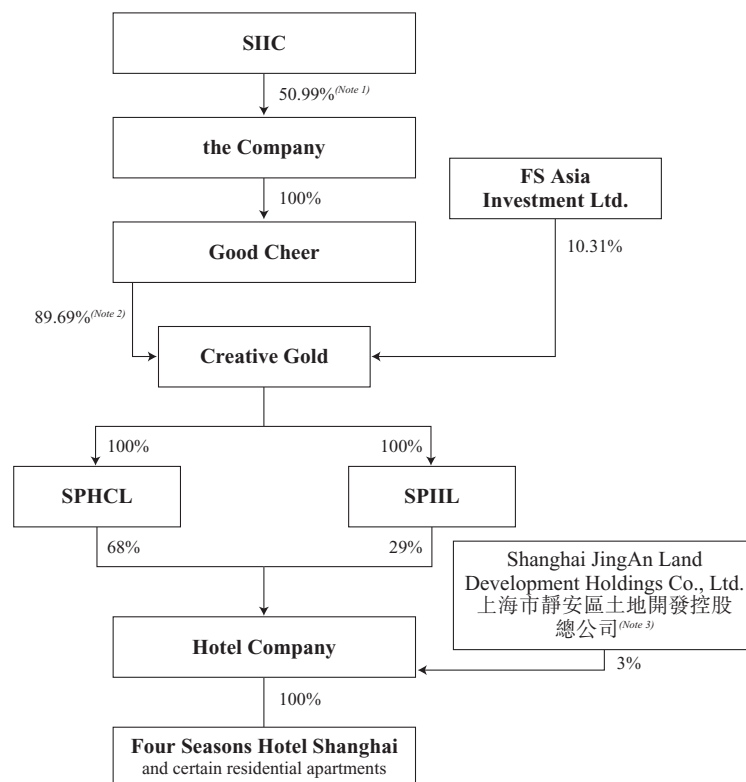 SIIC
50.99%(Note 1)
the Company
100%
FS Asia
Investment Ltd.
Good Cheer
10.31%
89.69%(Note 2)
Creative Gold
100%
100%
SPHCL
SPIIL
68%
29%
Shanghai JingAn Land
Development Holdings Co., Ltd.
上海市靜安區土地開發控股
總公司(Note 3)
Hotel Company
3%
100%
Four Seasons Hotel Shanghai
and certain residential apartments